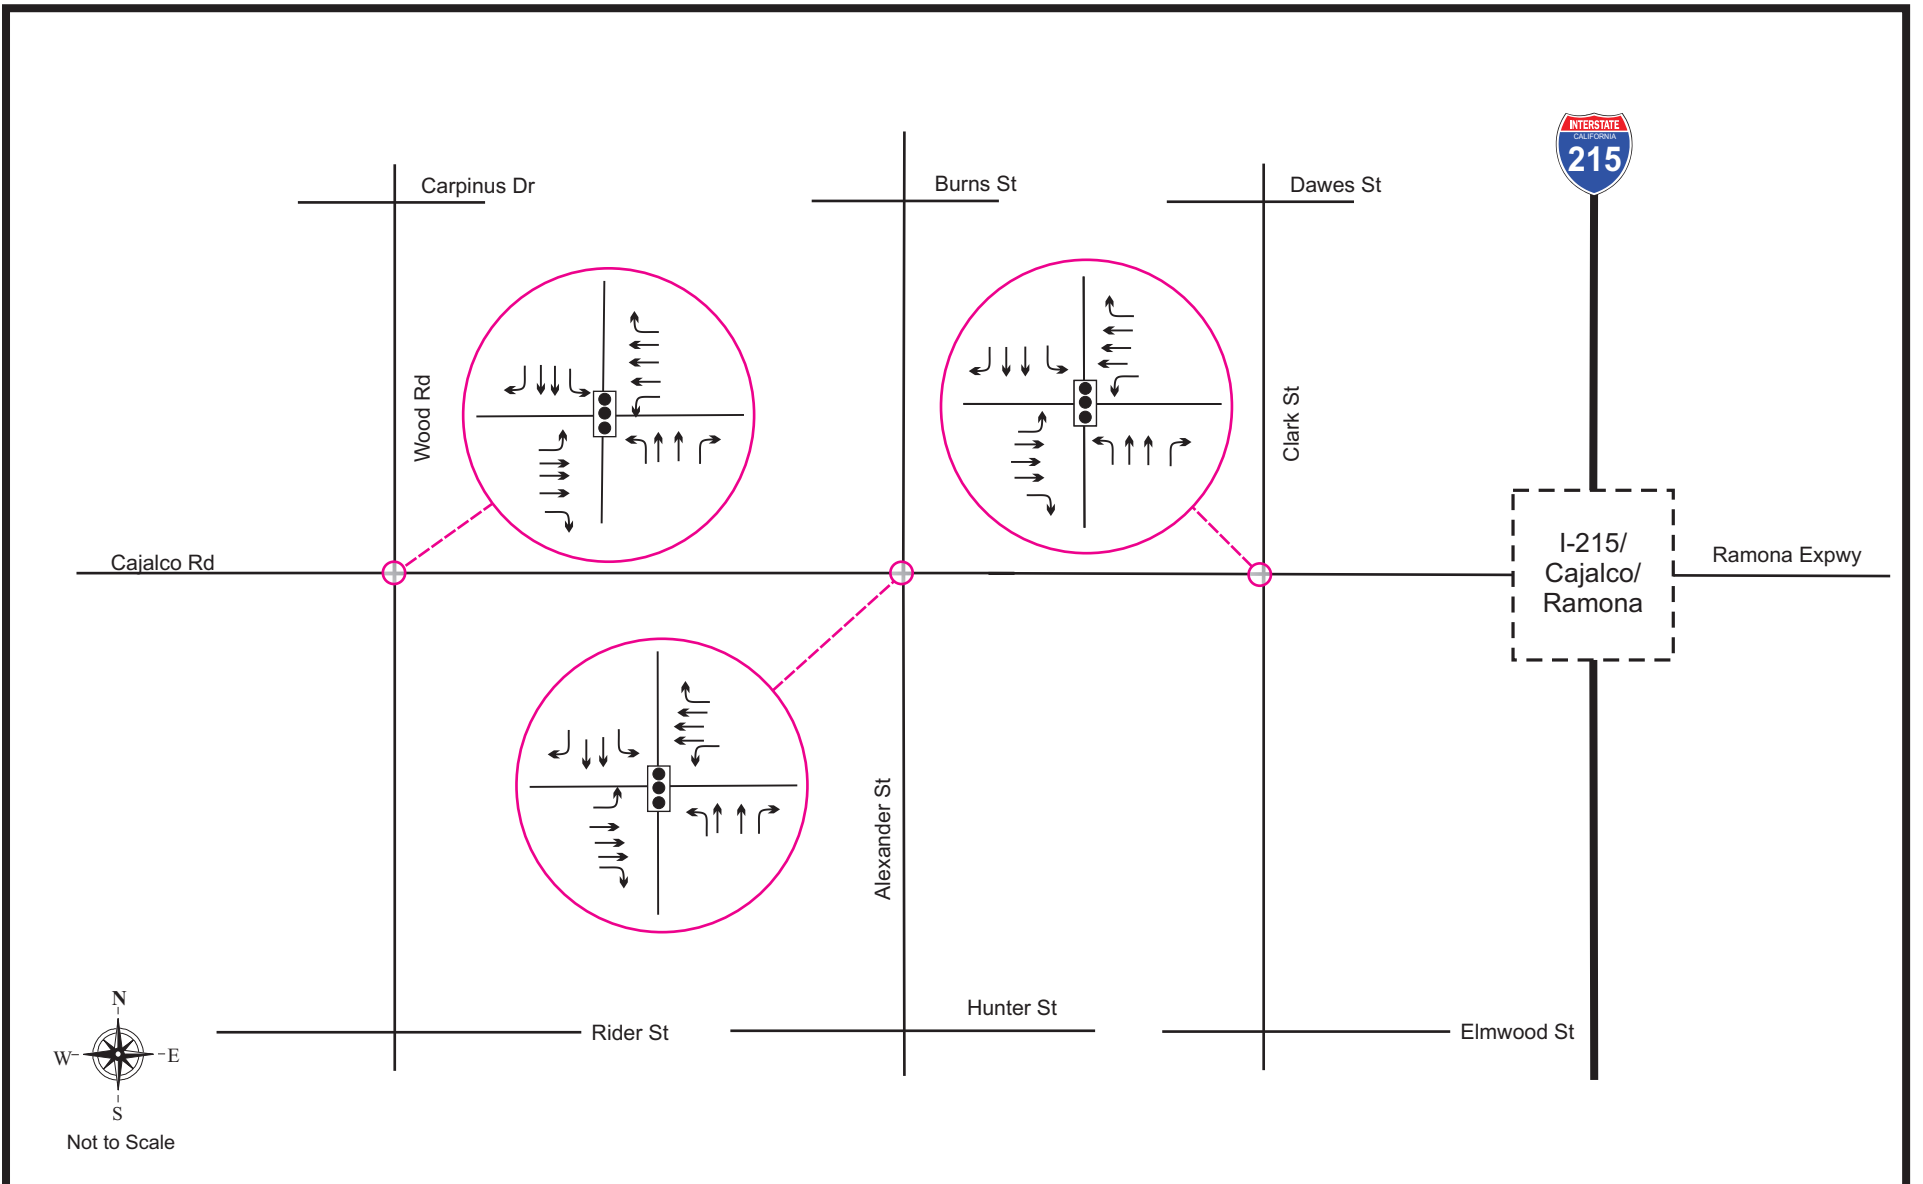 INTERSTATE
CALIFORNIA
215
Carpinus Dr
Burns St
Dawes St
Wood Rd
Clark St
Cajalco Rd
I-215/
Cajalco/
Ramona
Ramona Expwy
Alexander St
Hunter St
Rider St
Elmwood St
N
W
E
S
Not to Scale